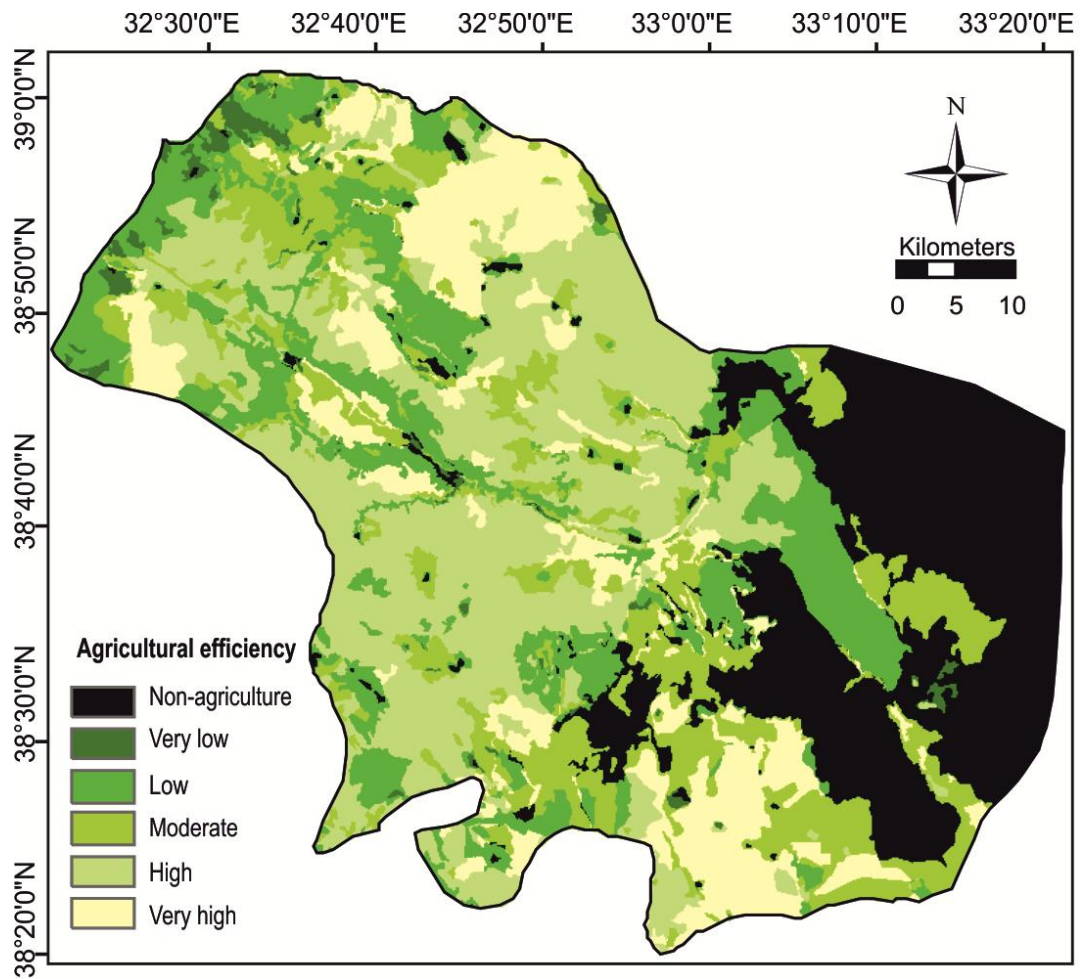 32°30'0"E 32°40'0"E 32°50'0"E 33°00'0"E 33°10'0"E 33°20'0"E
39°0'0"N
38°50'0"N
38°40'0"N
38°30'0"N
38°20'0"N
N
Kilometers
0 5 10
Agricultural efficiency
Non-agriculture
Very low
Low
Moderate
High
Very high